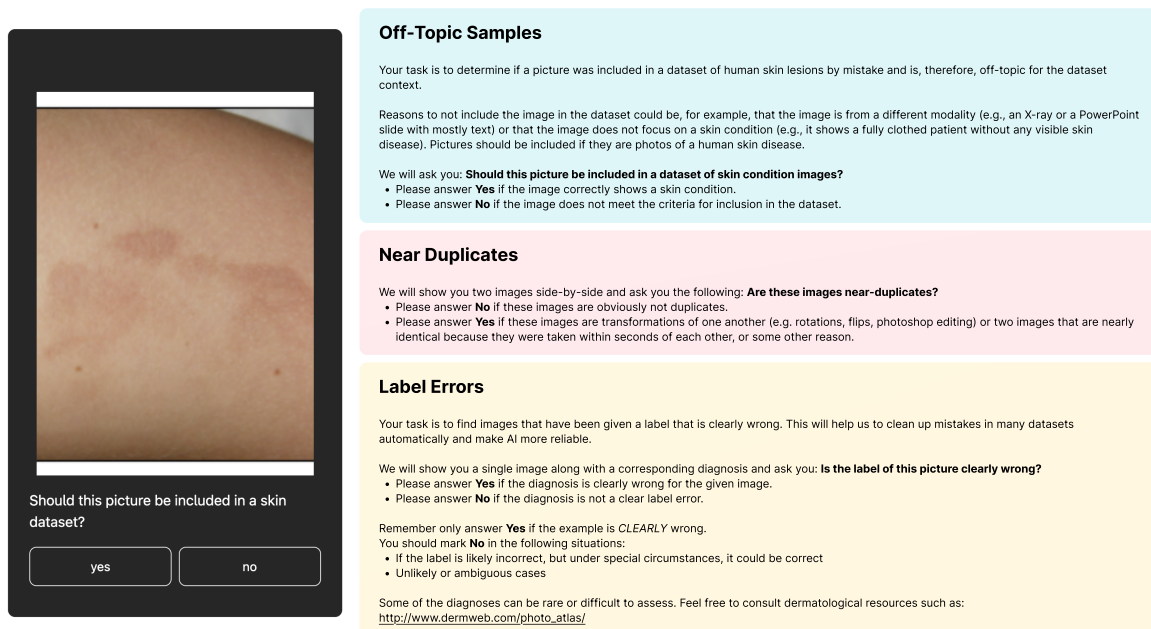 Should this picture be included in a skin
dataset?
yes
no
Off-Topic Samples
Your task is to determine if a picture was included in a dataset of human skin lesions by mistake and is, therefore, off-topic for the dataset
context.
Reasons to not include the image in the dataset could be, for example, that the image is from a different modality (e.g., an X-ray or a PowerPoint
slide with mostly text) or that the image does not focus on a skin condition (e.g., it shows a fully clothed patient without any visible skin
disease). Pictures should be included if they are photos of a human skin disease.
We will ask you: Should this picture be included in a dataset of skin condition images?
• Please answer Yes if the image correctly shows a skin condition.
• Please answer No if the image does not meet the criteria for inclusion in the dataset.
Near Duplicates
We will show you two images side-by-side and ask you the following: Are these images near-duplicates?
• Please answer No if these images are obviously not duplicates.
• Please answer Yes if these images are transformations of one another (e.g. rotations, flips, photoshop editing) or two images that are nearly
identical because they were taken within seconds of each other, or some other reason.
Label Errors
Your task is to find images that have been given a label that is clearly wrong. This will help us to clean up mistakes in many datasets
automatically and make AI more reliable.
We will show you a single image along with a corresponding diagnosis and ask you: Is the label of this picture clearly wrong?
• Please answer Yes if the diagnosis is clearly wrong for the given image.
• Please answer No if the diagnosis is not a clear label error.
Remember only answer Yes if the example is CLEARLY wrong.
You should mark No in the following situations:
• If the label is likely incorrect, but under special circumstances, it could be correct
• Unlikely or ambiguous cases
Some of the diagnoses can be rare or difficult to assess. Feel free to consult dermatological resources such as:
http://www.dermweb.com/photo_atlas/